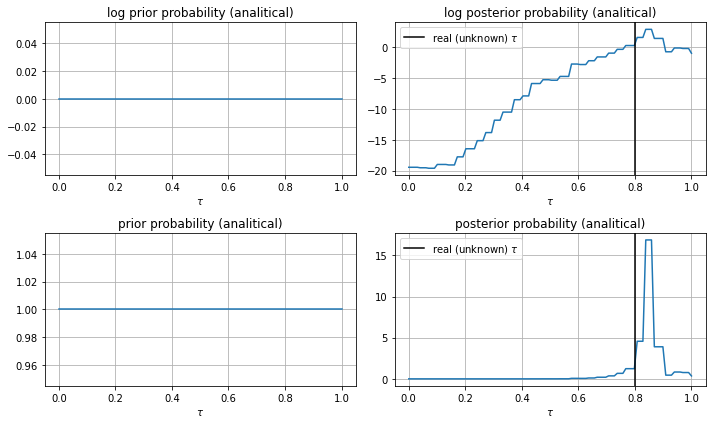 log prior probability (analitical)
0.04
0.02
0.00
−0.02
−0.04
0.0 0.2 0.4 0.6 0.8 1.0
τ
log posterior probability (analitical)
real (unknown) τ
0
−5
−10
−15
−20
0.0 0.2 0.4 0.6 0.8 1.0
τ
prior probability (analitical)
1.04
1.02
1.00
0.98
0.96
0.0 0.2 0.4 0.6 0.8 1.0
τ
posterior probability (analitical)
real (unknown) τ
15
10
5
0
0.0 0.2 0.4 0.6 0.8 1.0
τ